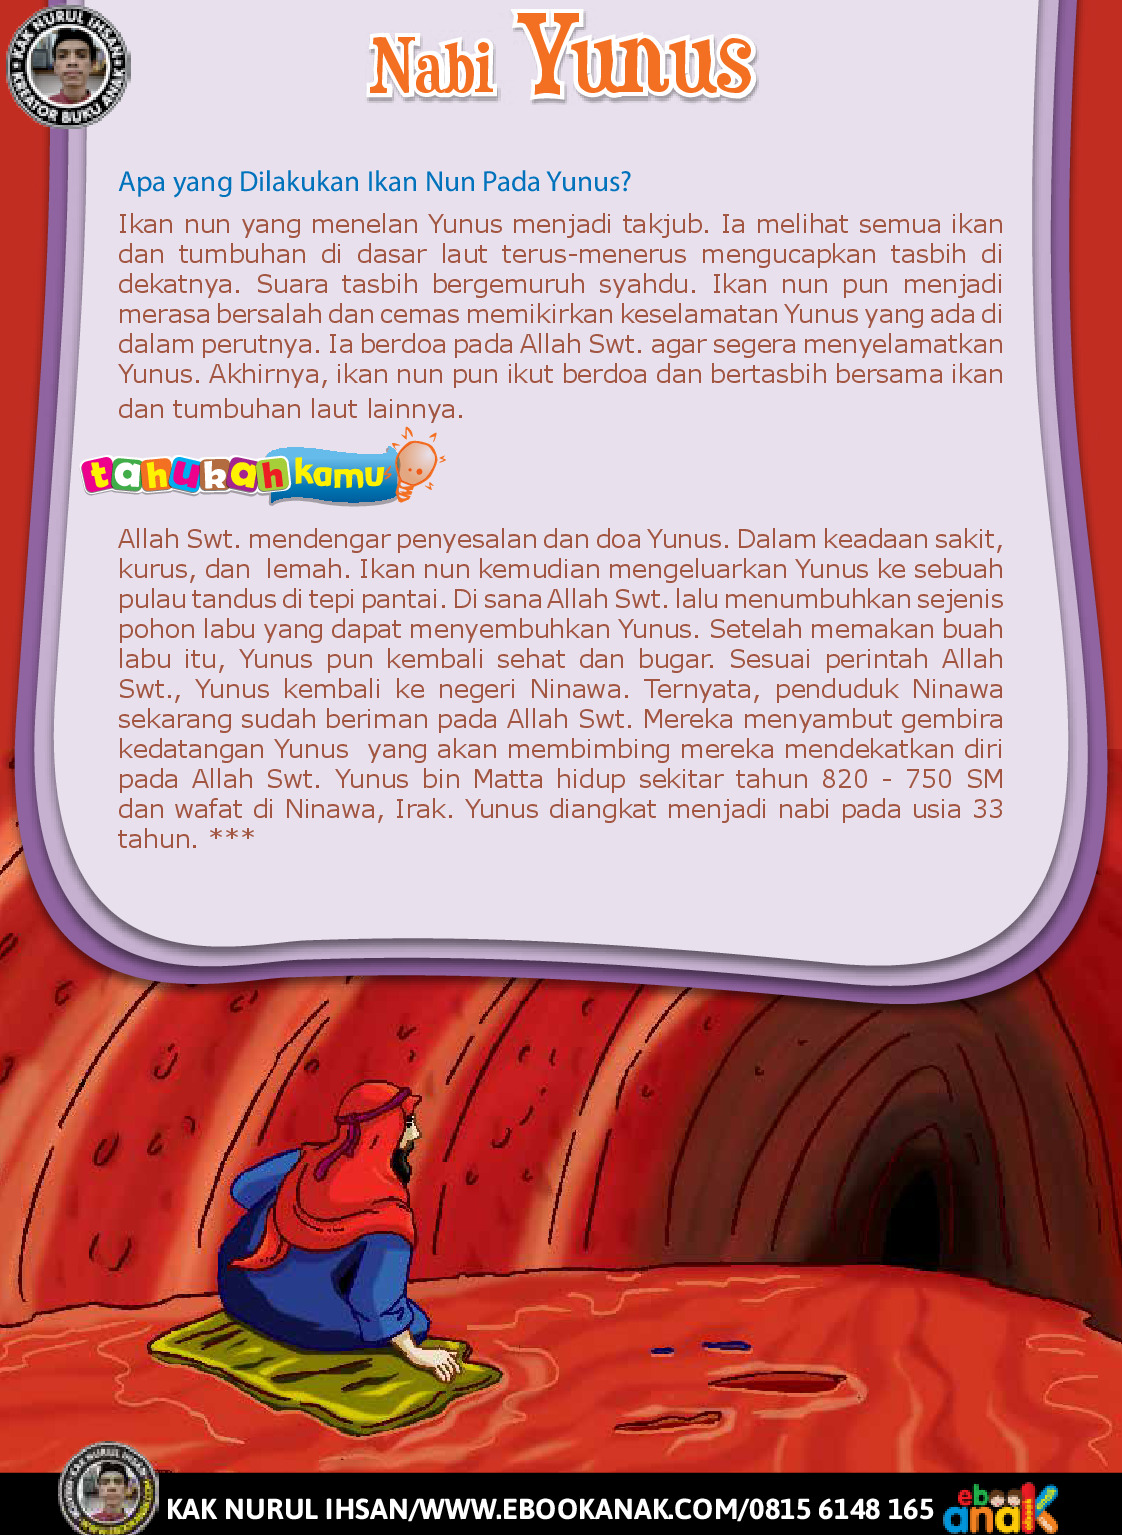 KAK NURUL IHSAN
KREATOR BUKU ANAK
Nabi Yunus
Apa yang Dilakukan Ikan Nun Pada Yunus?
Ikan nun yang menelan Yunus menjadi takjub. Ia melihat semua ikan
dan tumbuhan di dasar laut terus-menerus mengucapkan tasbih di
dekatnya. Suara tasbih bergemuruh syahdu. Ikan nun pun menjadi
merasa bersalah dan cemas memikirkan keselamatan Yunus yang ada di
dalam perutnya. Ia berdoa pada Allah Swt. agar segera menyelamatkan
Yunus. Akhirnya, ikan nun pun ikut berdoa dan bertasbih bersama ikan
dan tumbuhan laut lainnya.
tahukah kamu
Allah Swt. mendengar penyesalan dan doa Yunus. Dalam keadaan sakit,
kurus, dan  lemah. Ikan nun kemudian mengeluarkan Yunus ke sebuah
pulau tandus di tepi pantai. Di sana Allah Swt. lalu menumbuhkan sejenis
pohon labu yang dapat menyembuhkan Yunus. Setelah memakan buah
labu itu, Yunus pun kembali sehat dan bugar. Sesuai perintah Allah
Swt., Yunus kembali ke negeri Ninawa. Ternyata, penduduk Ninawa
sekarang sudah beriman pada Allah Swt. Mereka menyambut gembira
kedatangan Yunus  yang akan membimbing mereka mendekatkan diri
pada Allah Swt. Yunus bin Matta hidup sekitar tahun 820 - 750 SM
dan wafat di Ninawa, Irak. Yunus diangkat menjadi nabi pada usia 33
tahun. ***
KAK NURUL IHSAN/WWW.EBOOKANAK.COM/0815 6148 165
ebook
anak